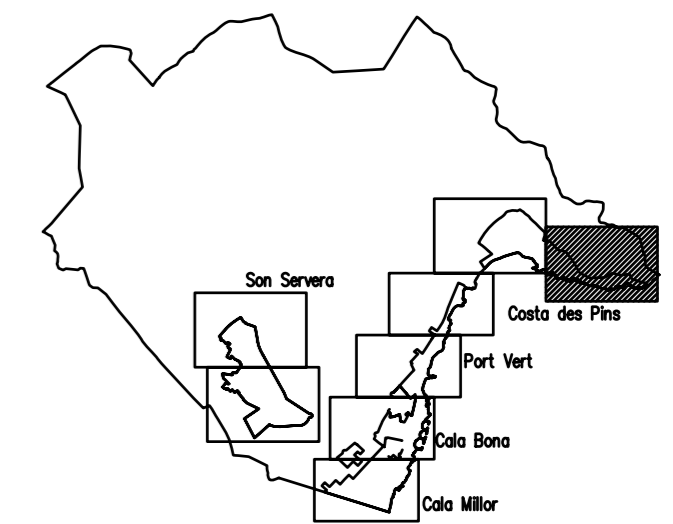 Son Servera
Costa des Pins
Port Vert
Cala Bona
Cala Millor